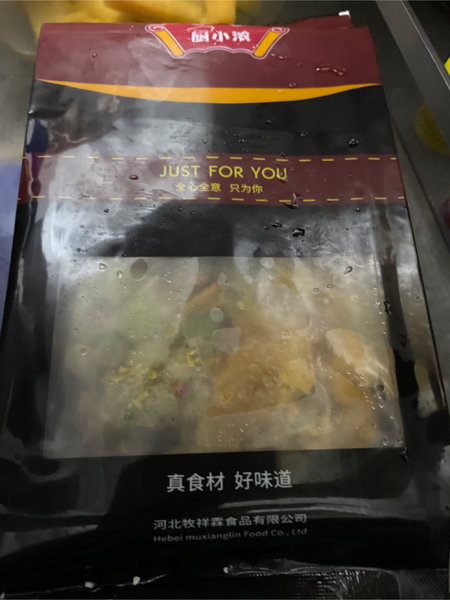 厨小浓
JUST FOR YOU
全心全意 只为你
真食材 好味道
河北牧祥霖食品有限公司
Hebei muxianglin Food Co., Ltd